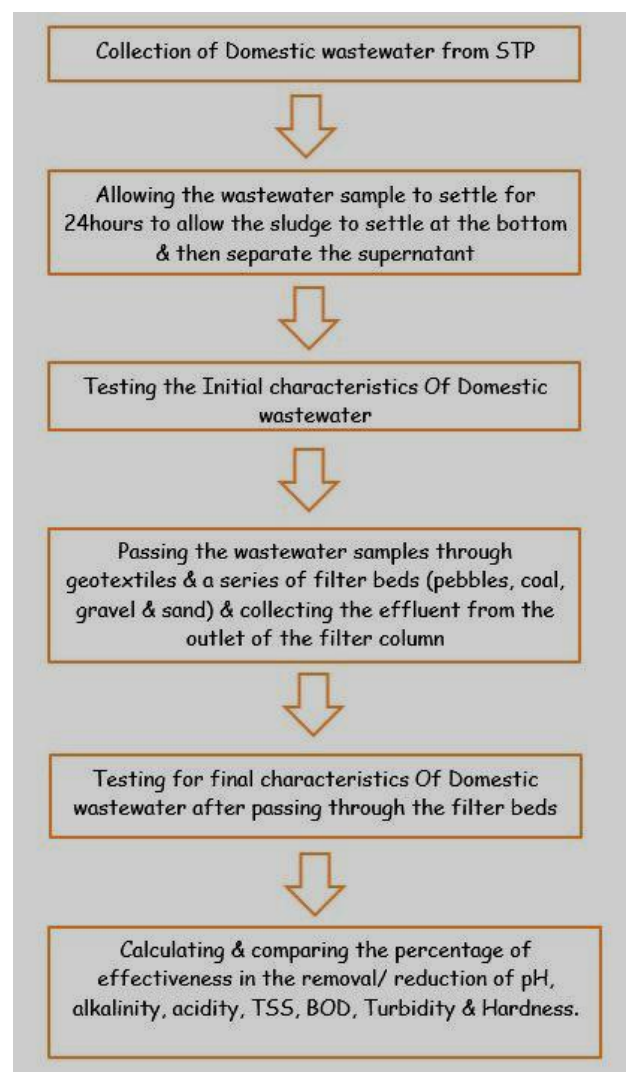 Collection of Domestic wastewater from STP
Allowing the wastewater sample to settle for
24hours to allow the sludge to settle at the bottom
& then separate the supernatant
Testing the Initial characteristics Of Domestic
wastewater
Passing the wastewater samples through
geotextiles & a series of filter beds (pebbles, coal,
gravel & sand) & collecting the effluent from the
outlet of the filter column
Testing for final characteristics Of Domestic
wastewater after passing through the filter beds
Calculating & comparing the percentage of
effectiveness in the removal/ reduction of pH,
alkalinity, acidity, TSS, BOD, Turbidity & Hardness.